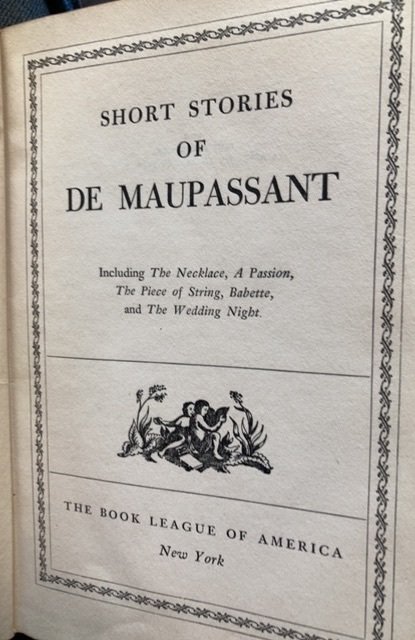 SHORT STORIES
OF
DE MAUPASSANT
Including The Necklace, A Passion,
The Piece of String, Babette,
and The Wedding Night.
THE BOOK LEAGUE OF AMERICA
New York